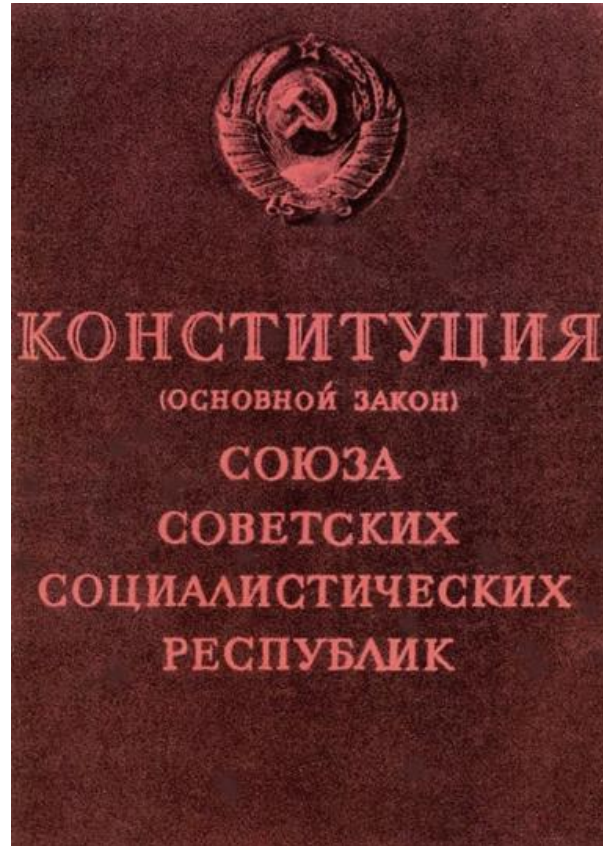 КОНСТИТУЦИЯ
(ОСНОВНОЙ ЗАКОН)
СОЮЗА
СОВЕТСКИХ
СОЦИАЛИСТИЧЕСКИХ
РЕСПУБЛИК